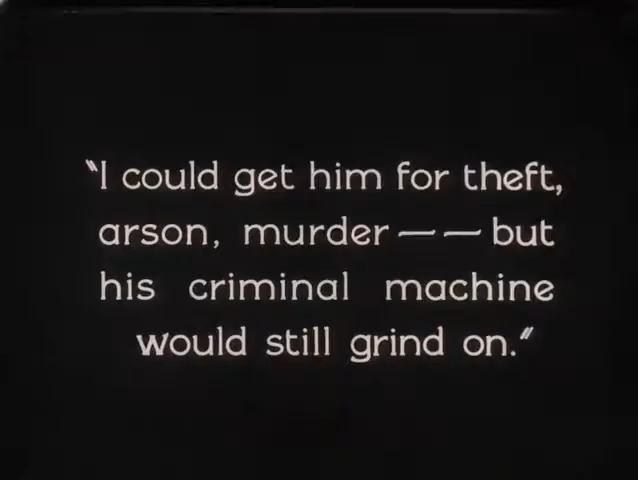 "I could get him for theft,
arson, murder — — but
his criminal machine
would still grind on."